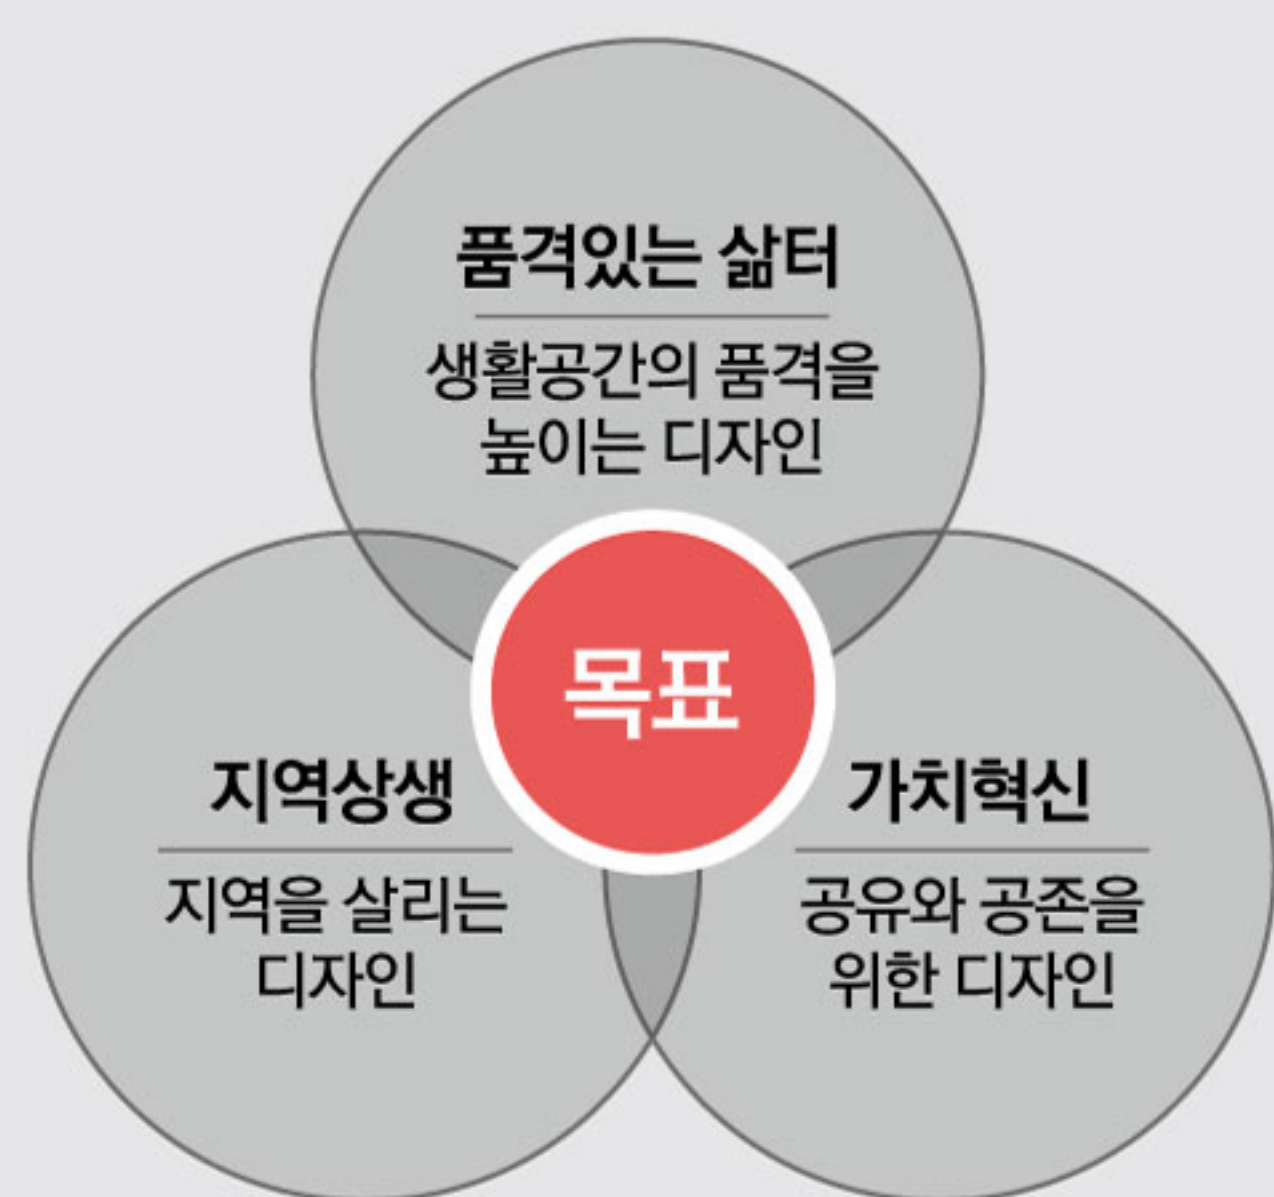 품격있는 삶터
생활공간의 품격을
높이는 디자인
목표
지역상생
지역을 살리는
디자인
가치혁신
공유와 공존을
위한 디자인